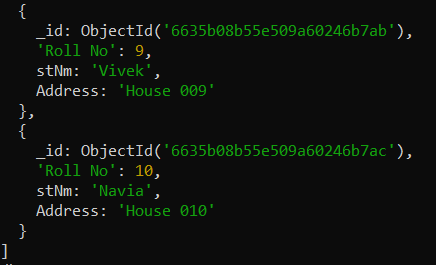 {
_id: ObjectId('6635b08b55e509a60246b7ab'),
'Roll No': 9,
stNm: 'Vivek',
Address: 'House 009'
},
{
_id: ObjectId('6635b08b55e509a60246b7ac'),
'Roll No': 10,
stNm: 'Navia',
Address: 'House 010'
}
]